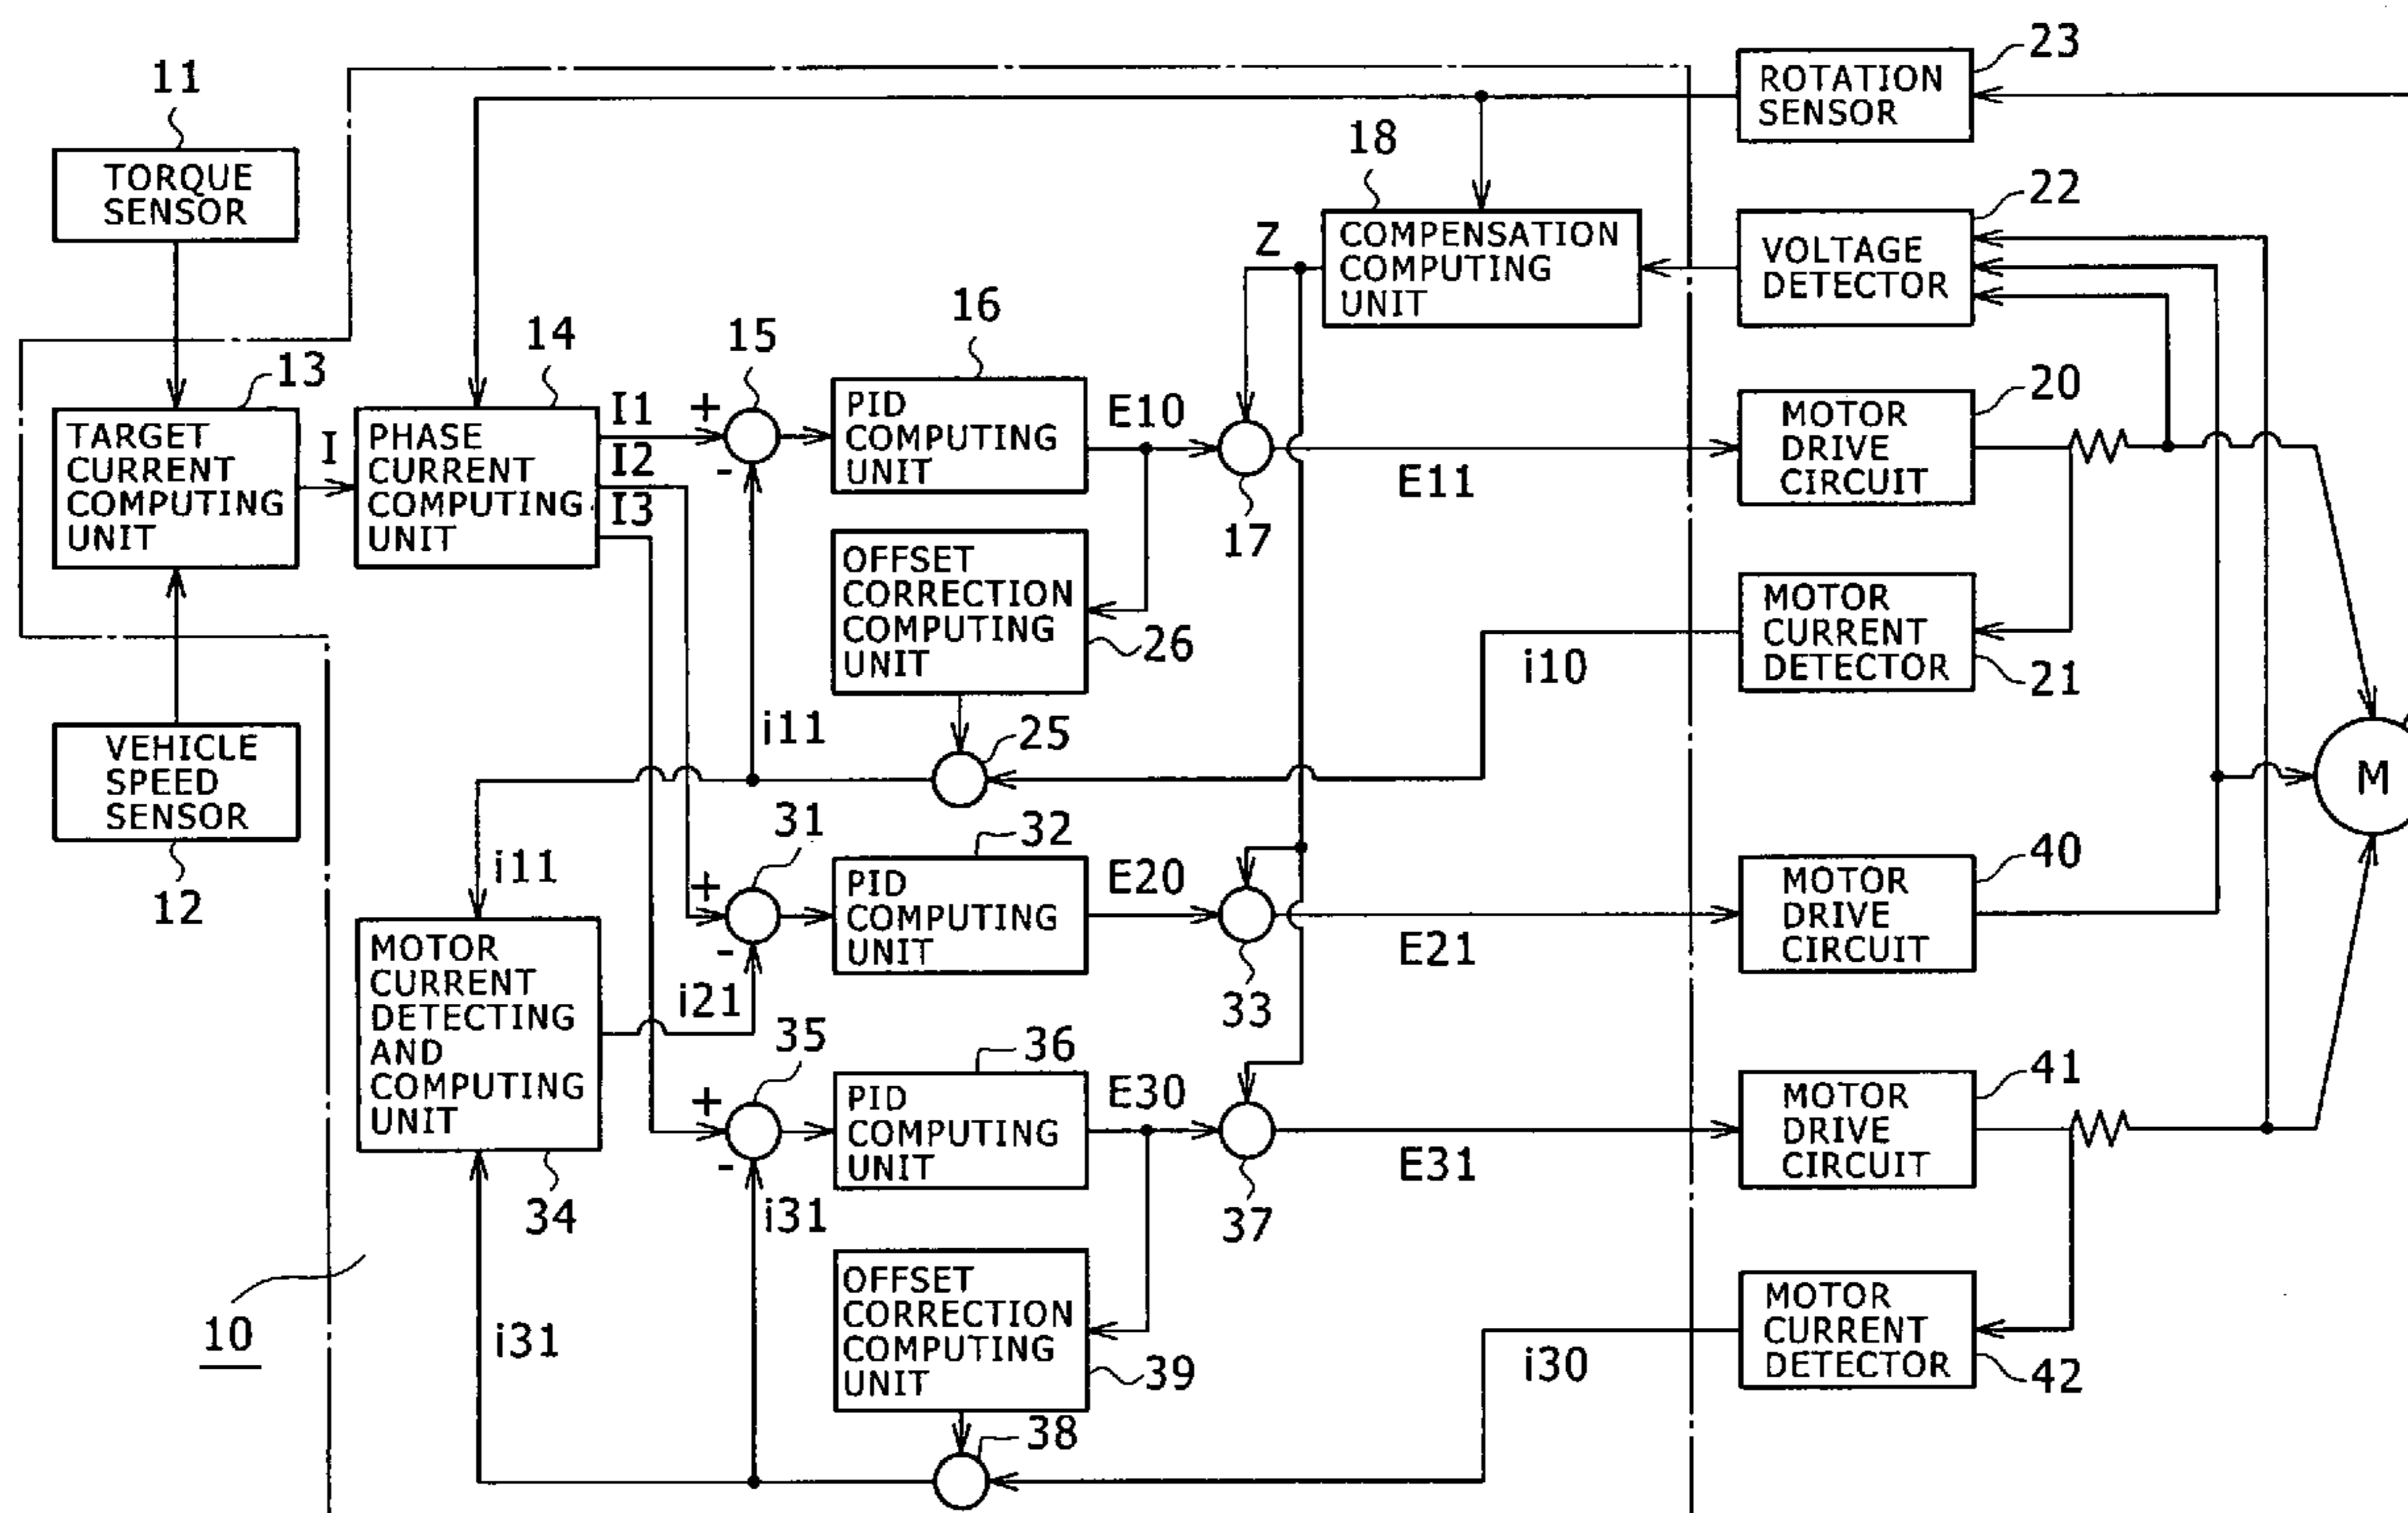 23
ROTATION
SENSOR
11
TORQUE
SENSOR
18
COMPENSATION
COMPUTING
UNIT
Z
22
VOLTAGE
DETECTOR
13
TARGET
CURRENT
COMPUTING
UNIT
I
14
PHASE
CURRENT
COMPUTING
UNIT
I1
I2
I3
15
+
-
16
PID
COMPUTING
UNIT
E10
17
E11
20
MOTOR
DRIVE
CIRCUIT
OFFSET
CORRECTION
COMPUTING
UNIT
26
i10
MOTOR
CURRENT
DETECTOR
21
VEHICLE
SPEED
SENSOR
12
i11
25
M
i11
31
+
-
32
PID
COMPUTING
UNIT
E20
33
E21
40
MOTOR
DRIVE
CIRCUIT
MOTOR
CURRENT
DETECTING
AND
COMPUTING
UNIT
34
i21
35
+
-
36
PID
COMPUTING
UNIT
E30
37
E31
41
MOTOR
DRIVE
CIRCUIT
i31
OFFSET
CORRECTION
COMPUTING
UNIT
39
i30
MOTOR
CURRENT
DETECTOR
42
10
i31
38